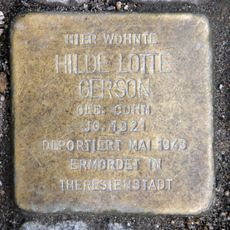 HIER WOHNTE
HILDE LOTTE
GERSON
GEB. COHN
JG. 1921
DEPORTIERT MAI 1943
ERMORDET IN
THERESIENSTADT